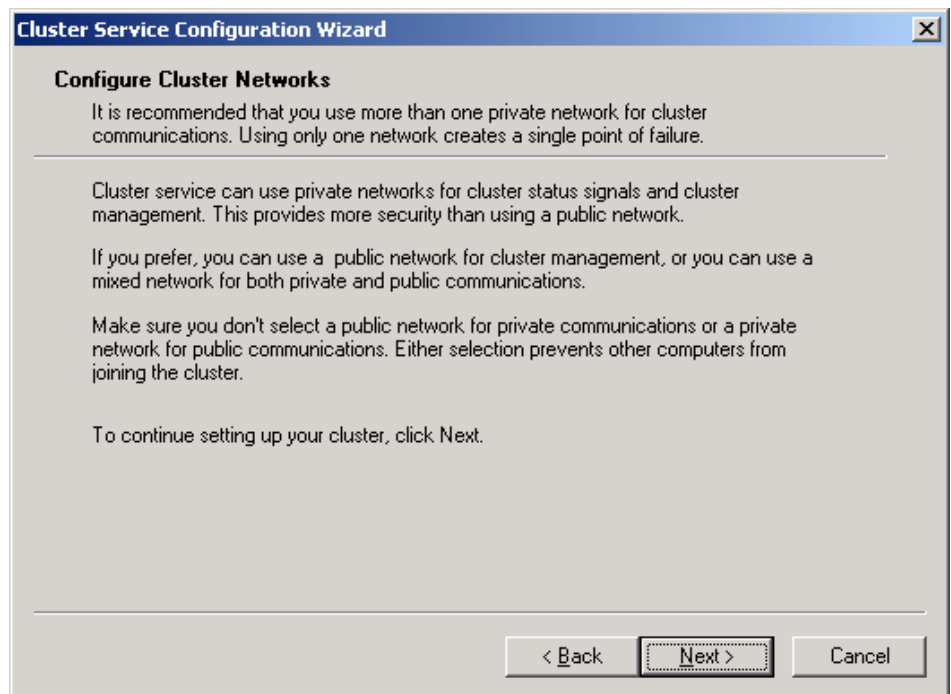 Cluster Service Configuration Wizard
Configure Cluster Networks
It is recommended that you use more than one private network for cluster
communications. Using only one network creates a single point of failure.
Cluster service can use private networks for cluster status signals and cluster
management. This provides more security than using a public network.
If you prefer, you can use a  public network for cluster management, or you can use a
mixed network for both private and public communications.
Make sure you don't select a public network for private communications or a private
network for public communications. Either selection prevents other computers from
joining the cluster.
To continue setting up your cluster, click Next.
< Back
Next >
Cancel